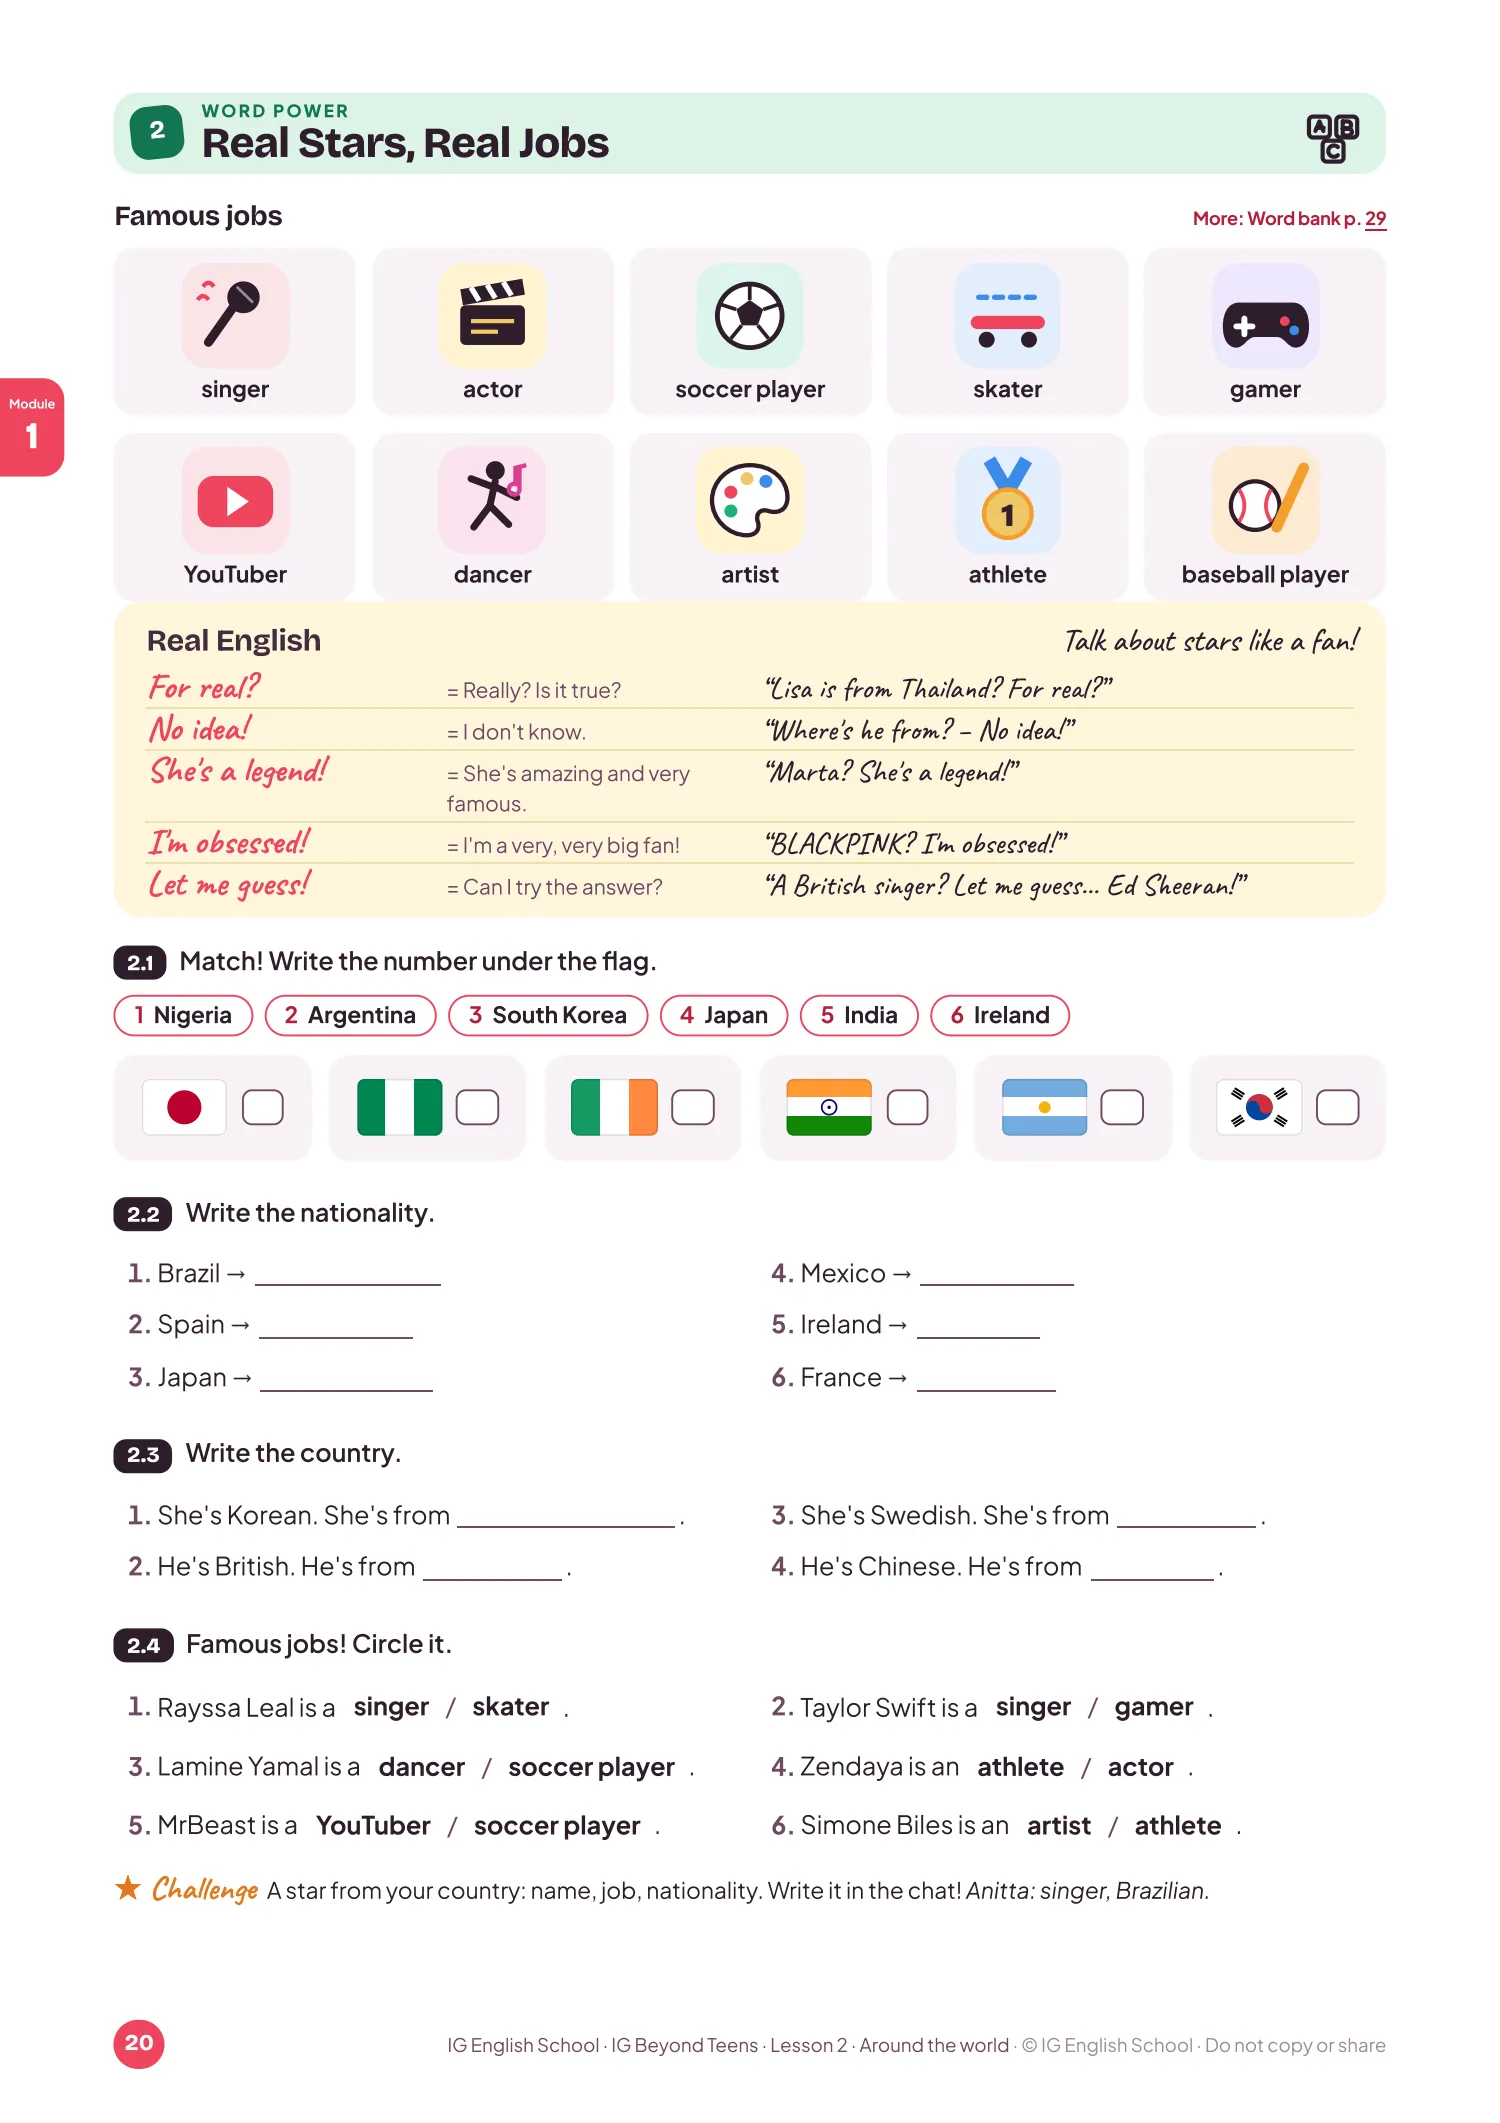 2
WORD POWER
Real Stars, Real Jobs
A B C
Famous jobs
More: Word bank p. 29
singer
actor
soccer player
skater
gamer
Module
1
YouTuber
dancer
artist
1
athlete
baseball player
Real English
Talk about stars like a fan!
For real? = Really? Is it true? “Lisa is from Thailand? For real?”
No idea! = I don't know. “Where's he from? – No idea!”
She's a legend! = She's amazing and very “Marta? She's a legend!”
famous.
I'm obsessed! = I'm a very, very big fan! “BLACKPINK? I'm obsessed!”
Let me guess! = Can I try the answer? “A British singer? Let me guess... Ed Sheeran!”
2.1 Match! Write the number under the flag.
1 Nigeria 2 Argentina 3 South Korea 4 Japan 5 India 6 Ireland
2.2 Write the nationality.
1. Brazil →
4. Mexico →
2. Spain →
5. Ireland →
3. Japan →
6. France →
2.3 Write the country.
1. She's Korean. She's from .
3. She's Swedish. She's from .
2. He's British. He's from .
4. He's Chinese. He's from .
2.4 Famous jobs! Circle it.
1. Rayssa Leal is a singer / skater .
2. Taylor Swift is a singer / gamer .
3. Lamine Yamal is a dancer / soccer player .
4. Zendaya is an athlete / actor .
5. MrBeast is a YouTuber / soccer player .
6. Simone Biles is an artist / athlete .
★ Challenge A star from your country: name, job, nationality. Write it in the chat! Anitta: singer, Brazilian.
20
IG English School · IG Beyond Teens · Lesson 2 · Around the world · © IG English School · Do not copy or share